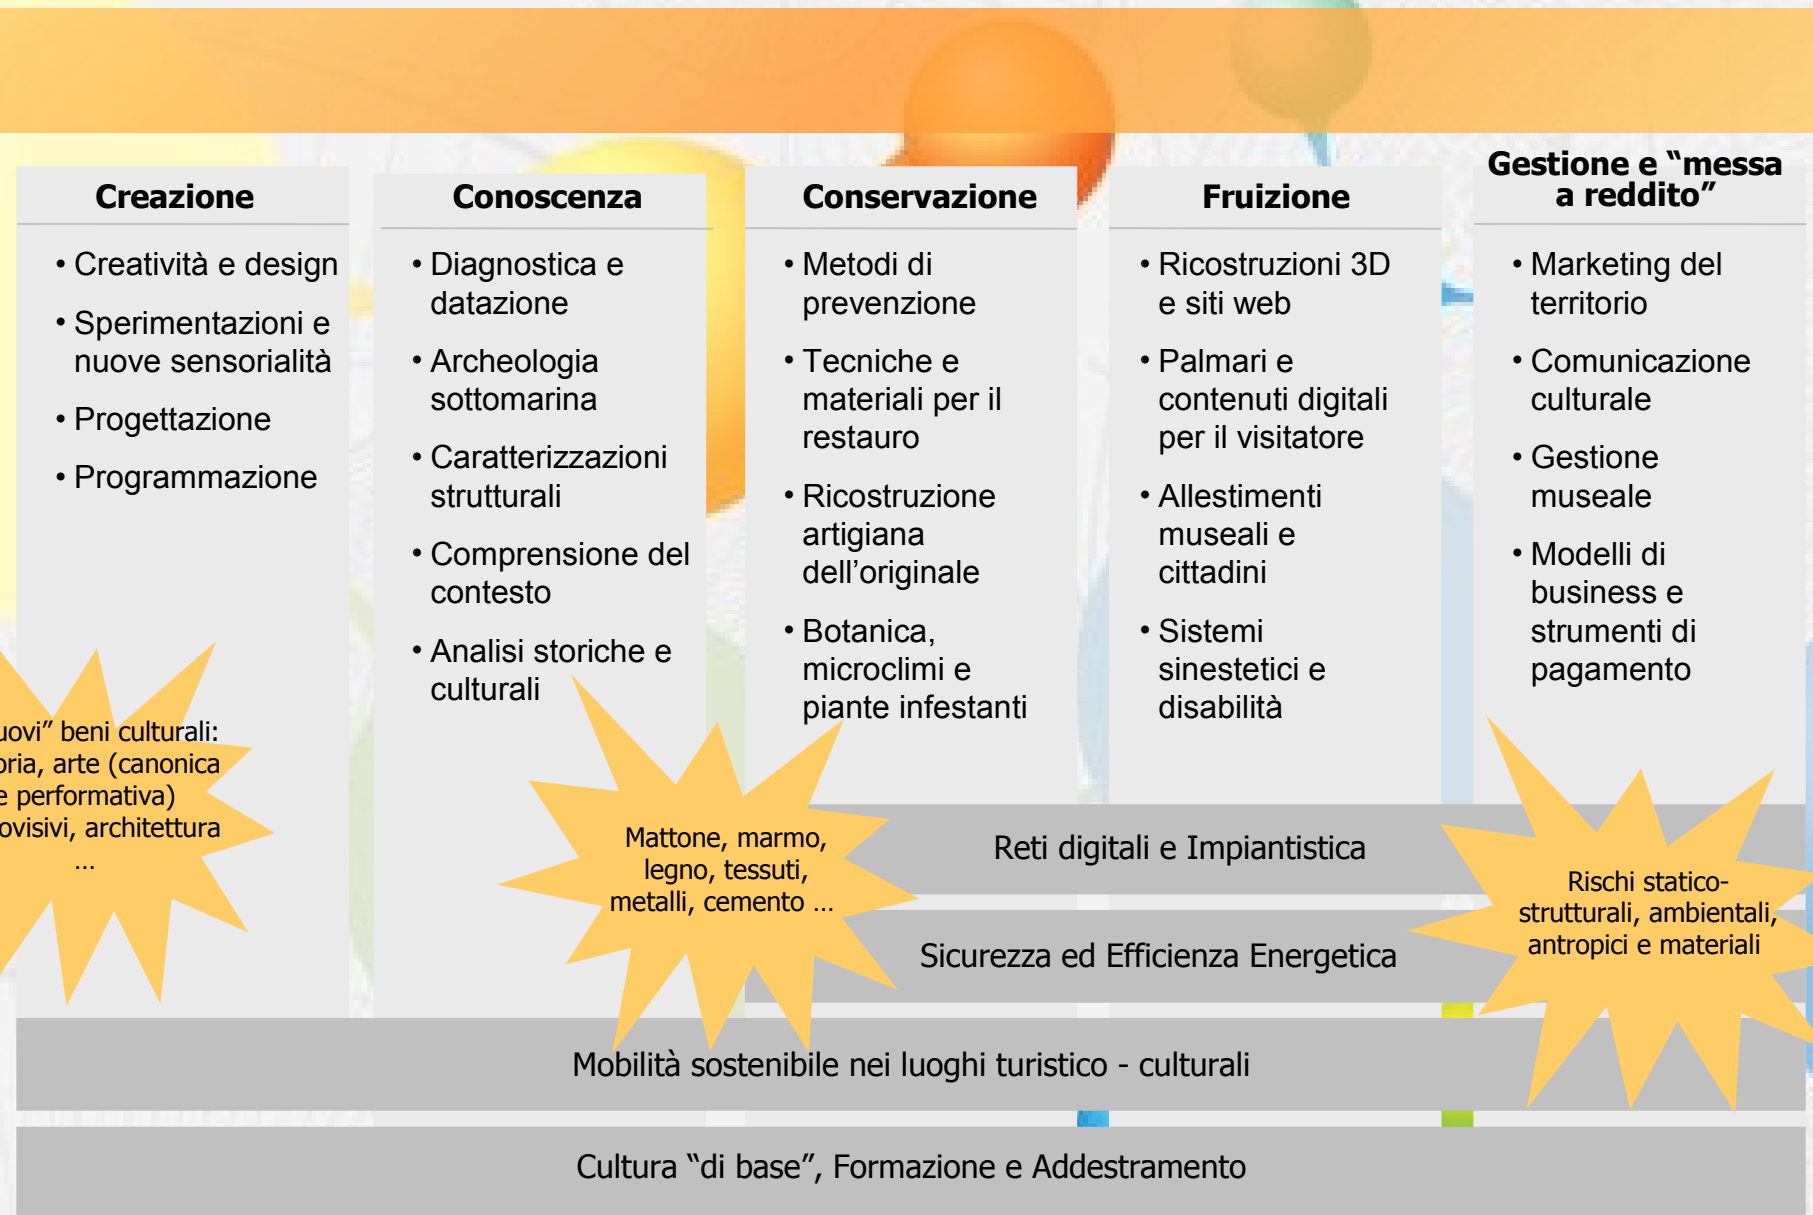 Creazione
• Creatività e design
• Sperimentazioni e
nuove sensorialità
• Progettazione
• Programmazione
Conoscenza
• Diagnostica e
datazione
• Archeologia
sottomarina
• Caratterizzazioni
strutturali
• Comprensione del
contesto
• Analisi storiche e
culturali
Conservazione
• Metodi di
prevenzione
• Tecniche e
materiali per il
restauro
• Ricostruzione
artigiana
dell’originale
• Botanica,
microclimi e
piante infestanti
Fruizione
• Ricostruzioni 3D
e siti web
• Palmari e
contenuti digitali
per il visitatore
• Allestimenti
museali e
cittadini
• Sistemi
sinestetici e
disabilità
Gestione e “messa
a reddito”
• Marketing del
territorio
• Comunicazione
culturale
• Gestione
museale
• Modelli di
business e
strumenti di
pagamento
beni culturali:
arte (canonica
e performativa)
architettura
…
Mattone, marmo,
legno, tessuti,
metalli, cemento …
Rischi statico-
strutturali, ambientali,
antropici e materiali
Reti digitali e Impiantistica
Sicurezza ed Efficienza Energetica
Mobilità sostenibile nei luoghi turistico - culturali
Cultura “di base”, Formazione e Addestramento